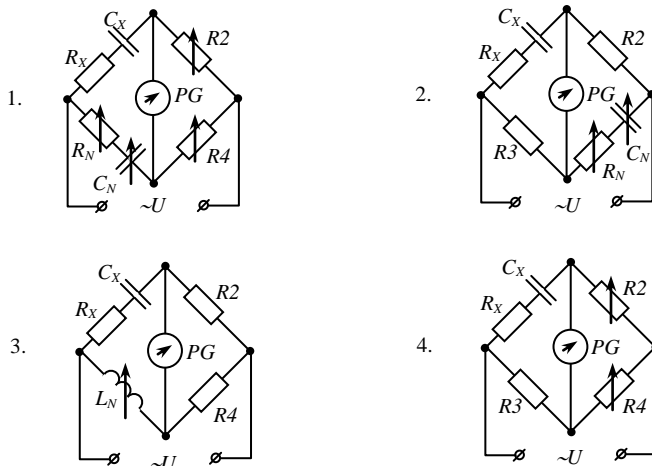 1.
C_X
R2
R_X
PG
R_N
C_N
R4
~U
2.
C_X
R2
R_X
PG
R3
R_N
C_N
~U
3.
C_X
R2
R_X
PG
L_N
R4
~U
4.
C_X
R2
R_X
PG
R3
R4
~U